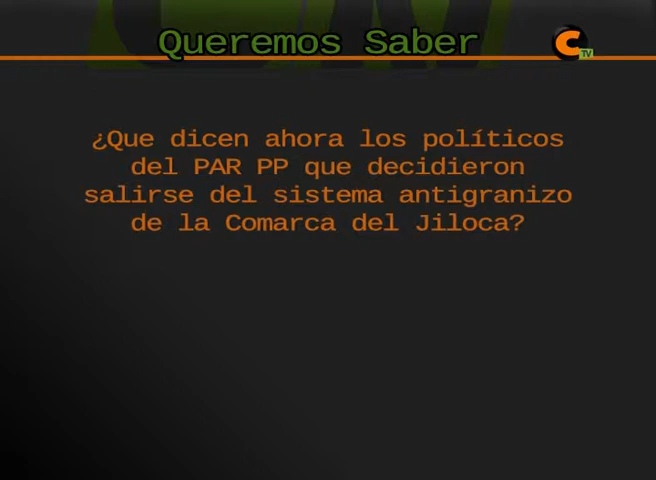 Queremos Saber
C
TV
¿Que dicen ahora los políticos
del PAR PP que decidieron
salirse del sistema antigranizo
de la Comarca del Jiloca?